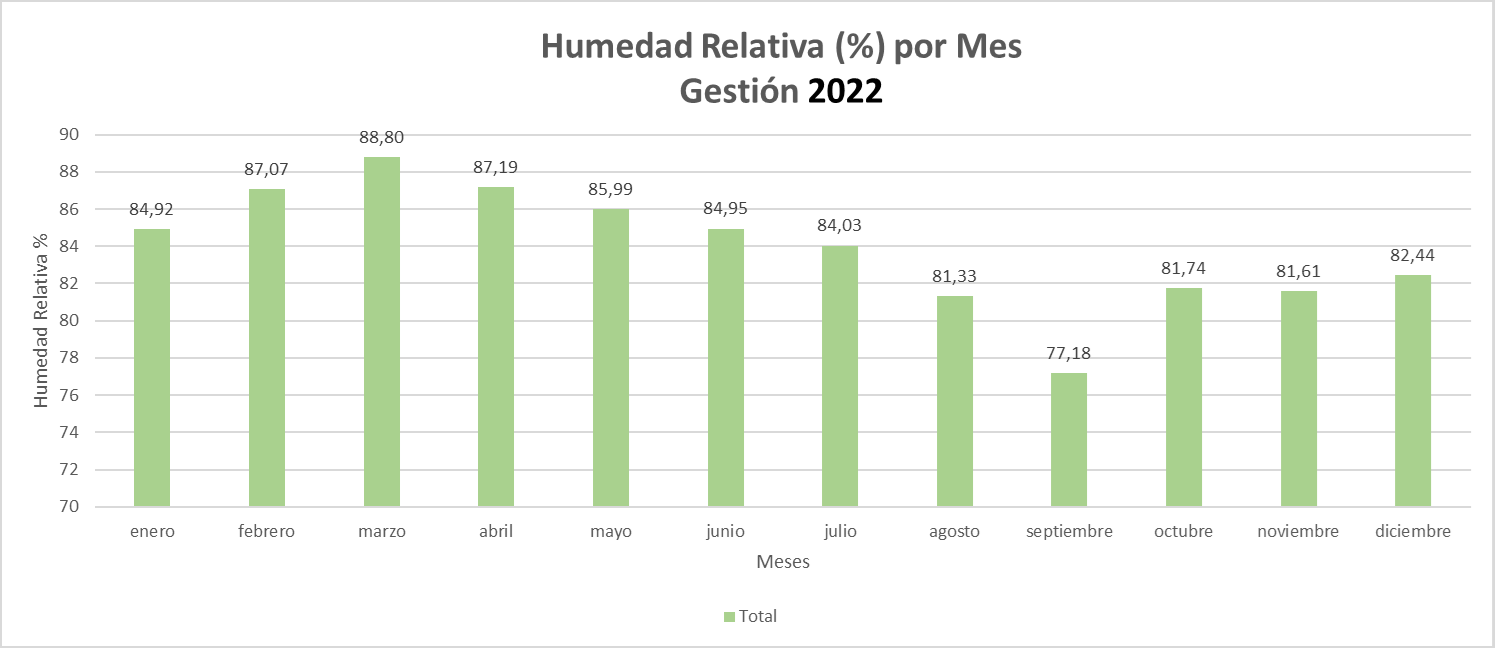 Humedad Relativa (%) por Mes
Gestión 2022
Humedad Relativa %
90
88
86
84
82
80
78
76
74
72
70
84,92
87,07
88,80
87,19
85,99
84,95
84,03
81,33
77,18
81,74
81,61
82,44
enero
febrero
marzo
abril
mayo
junio
julio
agosto
septiembre
octubre
noviembre
diciembre
Meses
Total